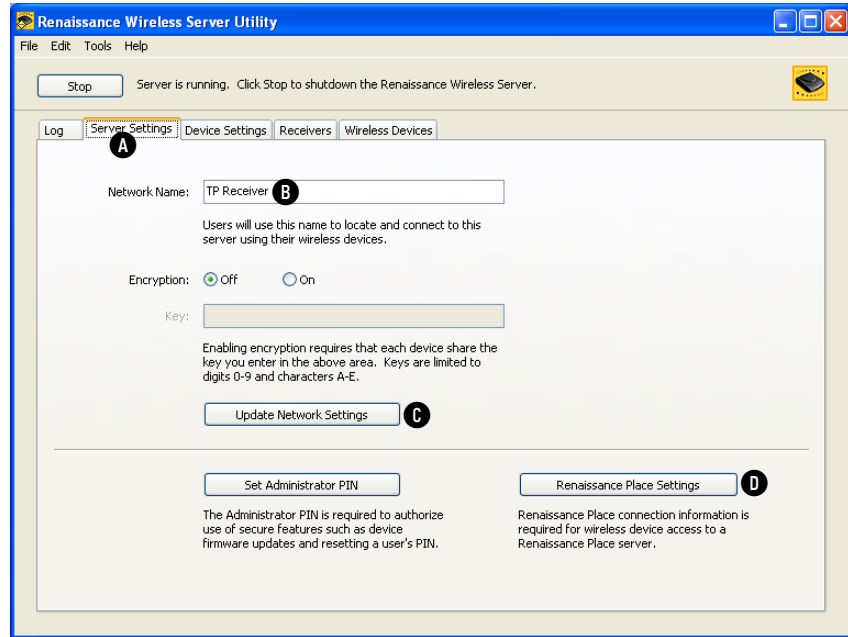 Renaissance Wireless Server Utility
File Edit Tools Help
Stop
Server is running. Click Stop to shutdown the Renaissance Wireless Server.
Log
Server Settings
Device Settings
Receivers
Wireless Devices
A
Network Name:
TP Receiver
B
Users will use this name to locate and connect to this
server using their wireless devices.
Encryption:
Off
On
Key:
Enabling encryption requires that each device share the
key you enter in the above area. Keys are limited to
digits 0-9 and characters A-E.
Update Network Settings
C
Set Administrator PIN
The Administrator PIN is required to authorize
use of secure features such as device
firmware updates and resetting a user's PIN.
Renaissance Place Settings
D
Renaissance Place connection information is
required for wireless device access to a
Renaissance Place server.